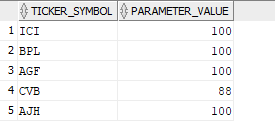 TICKER_SYMBOL PARAMETER_VALUE
1 ICI 100
2 BPL 100
3 AGF 100
4 CVB 88
5 AJH 100